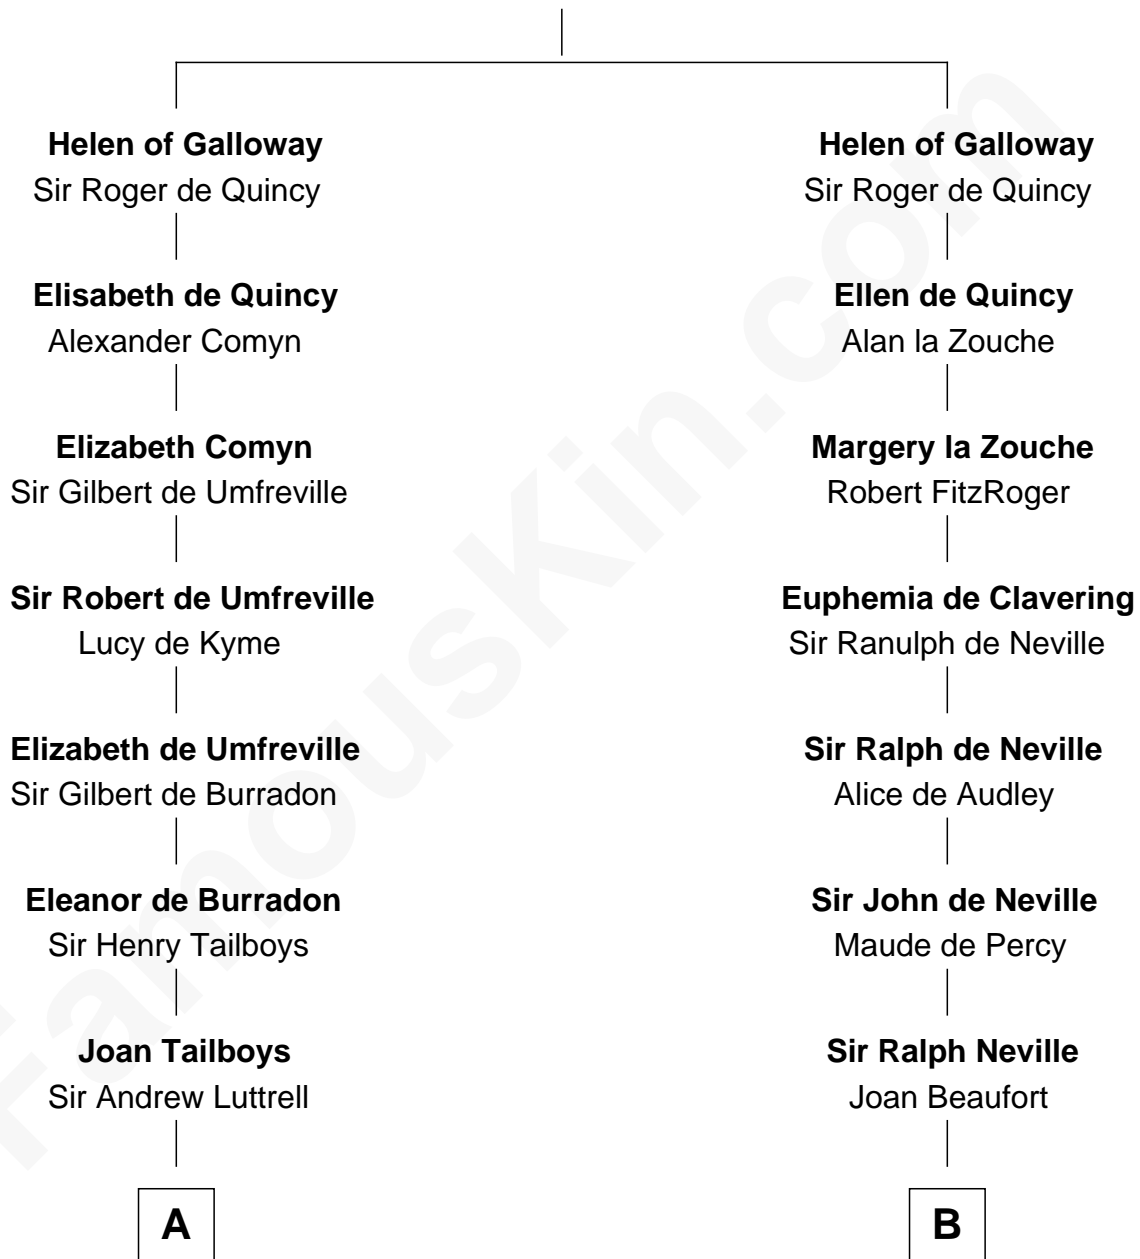 Helen of Galloway
Sir Roger de Quincy
Elisabeth de Quincy
Alexander Comyn
Elizabeth Comyn
Sir Gilbert de Umfreville
Sir Robert de Umfreville
Lucy de Kyme
Elizabeth de Umfreville
Sir Gilbert de Burradon
Eleanor de Burradon
Sir Henry Tailboys
Joan Tailboys
Sir Andrew Luttrell
A
Helen of Galloway
Sir Roger de Quincy
Ellen de Quincy
Alan la Zouche
Margery la Zouche
Robert FitzRoger
Euphemia de Clavering
Sir Ranulph de Neville
Sir Ralph de Neville
Alice de Audley
Sir John de Neville
Maude de Percy
Sir Ralph Neville
Joan Beaufort
B
FamousKin.com